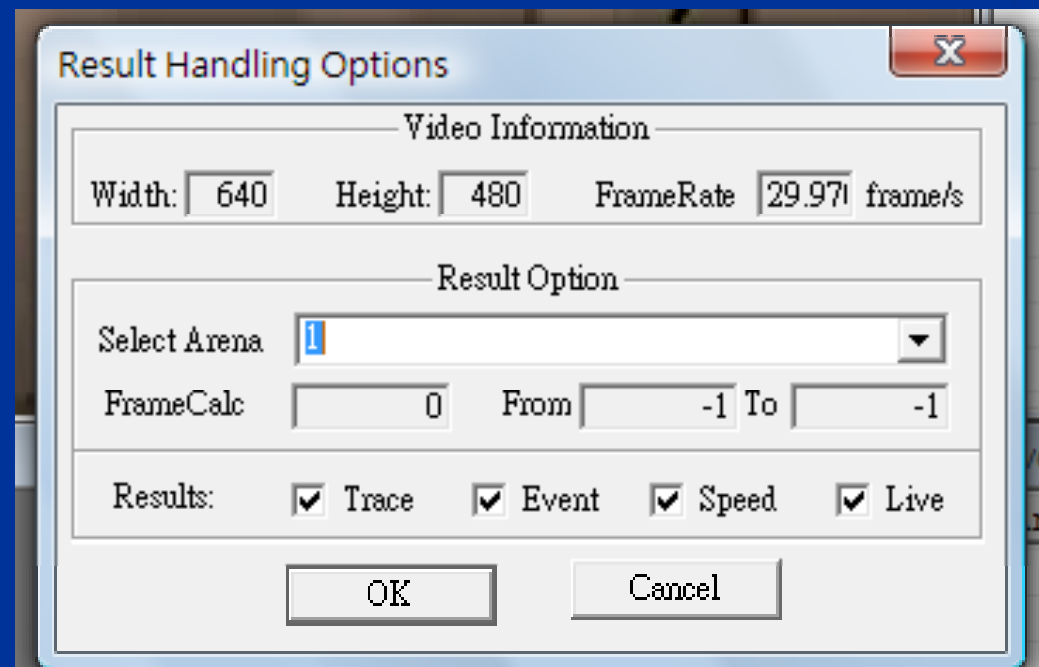 Result Handling Options
Video Information
Width: 640 Height: 480 FrameRate 29.970 frame/s
Result Option
Select Arena 1
FrameCalc 0 From -1 To -1
Results: Trace Event Speed Live
OK Cancel